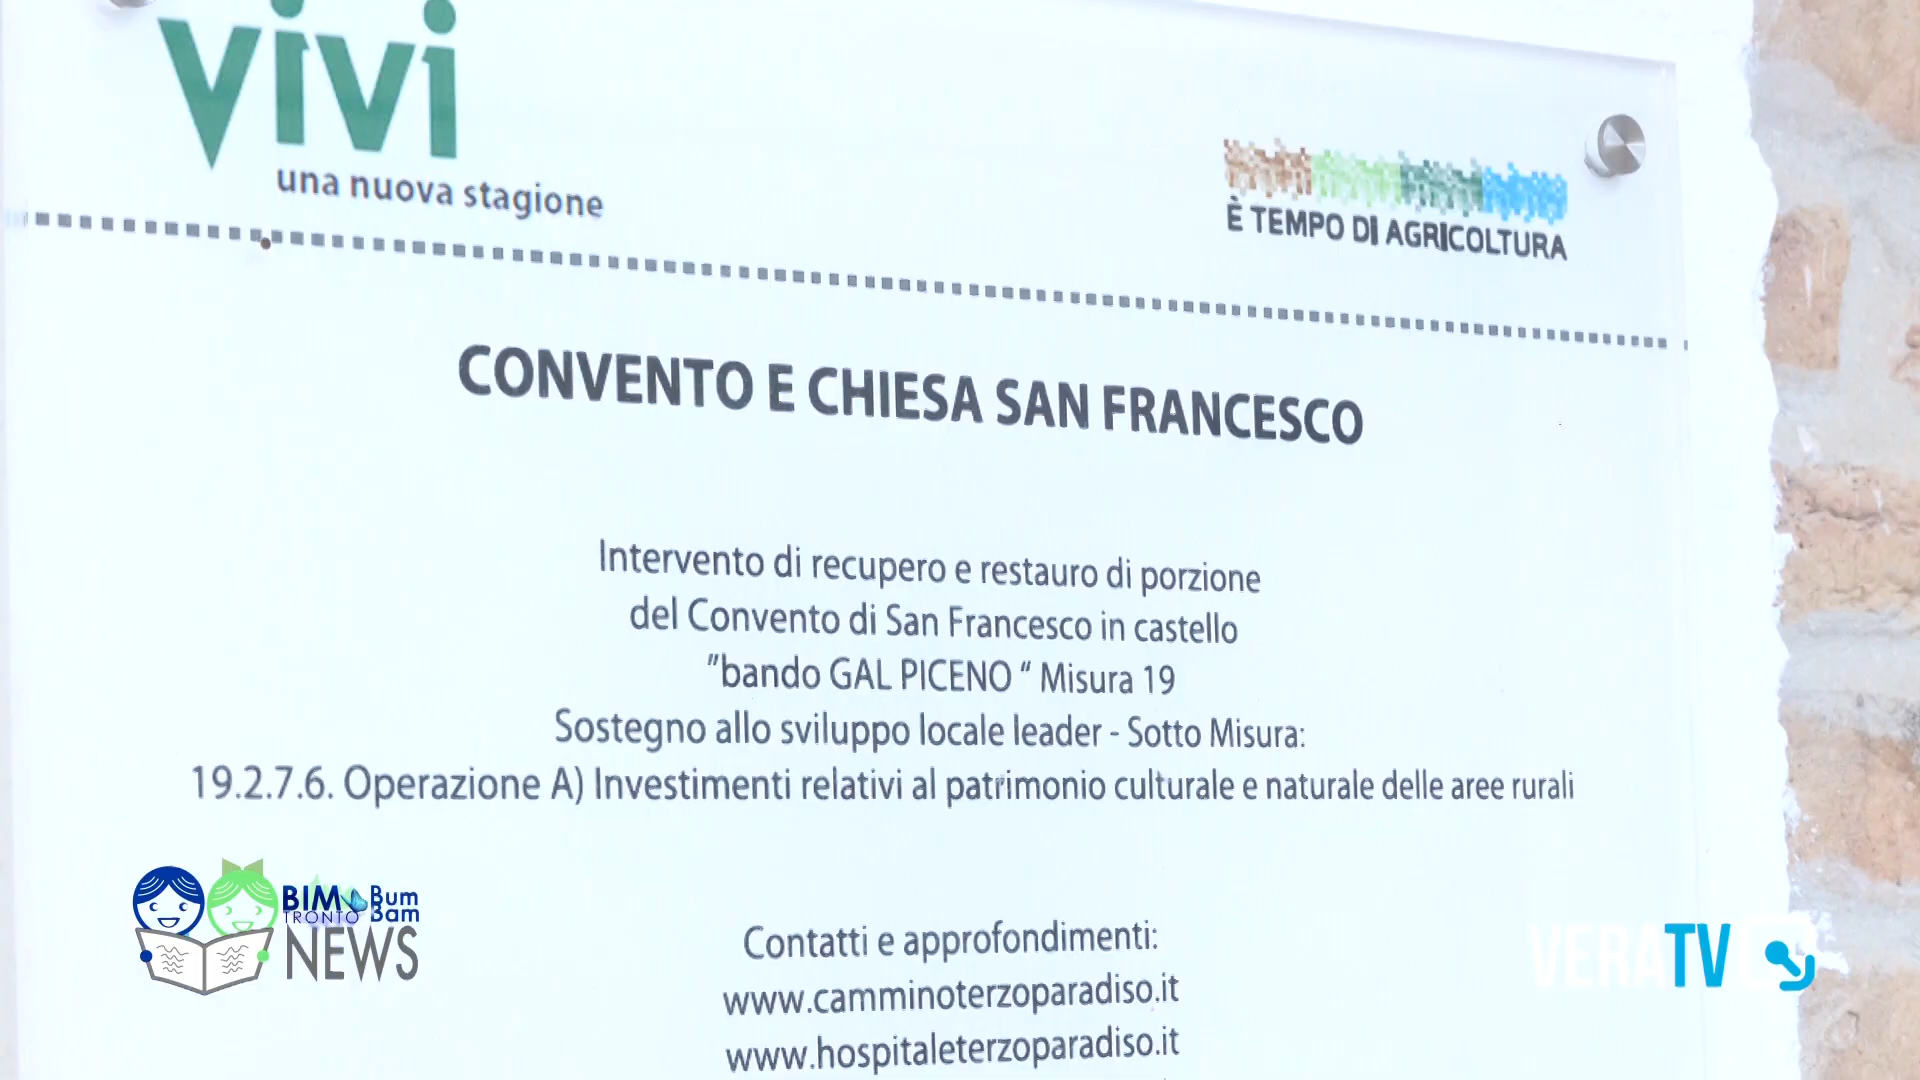 vivi
una nuova stagione
È TEMPO DI AGRICOLTURA
CONVENTO E CHIESA SAN FRANCESCO
Intervento di recupero e restauro di porzione
del Convento di San Francesco in castello
"bando GAL PICENO " Misura 19
Sostegno allo sviluppo locale leader - Sotto Misura:
19.2.7.6. Operazione A) Investimenti relativi al patrimonio culturale e naturale delle aree rurali
Contatti e approfondimenti:
www.camminoterzoparadiso.it
www.hospitaleterzoparadiso.it
BIM Bum
TRONTO Bam
NEWS
VERATV